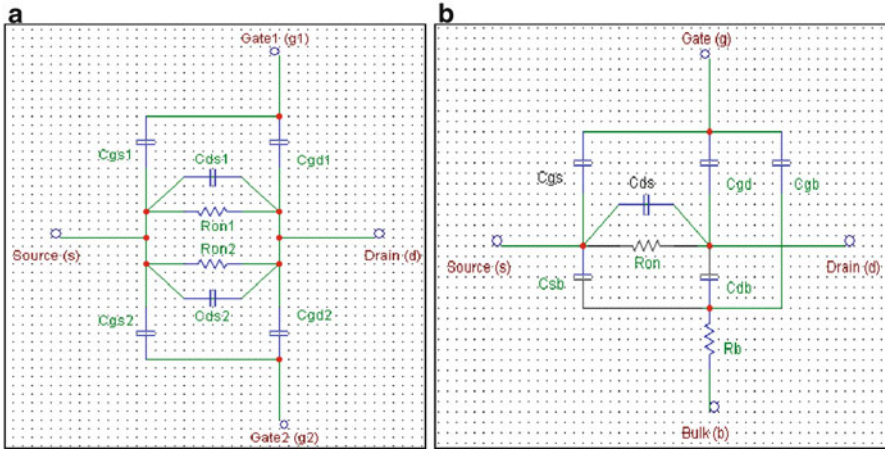 a
Gate1 (g1)
Cgs1
Cds1
Cgd1
Ron1
Source (s)
Drain (d)
Ron2
Cgs2
Cds2
Cgd2
Gate2 (g2)
b
Gate (g)
Cgs
Cds
Cgd
Cgb
Source (s)
Ron
Drain (d)
Csb
Cdb
Rb
Bulk (b)